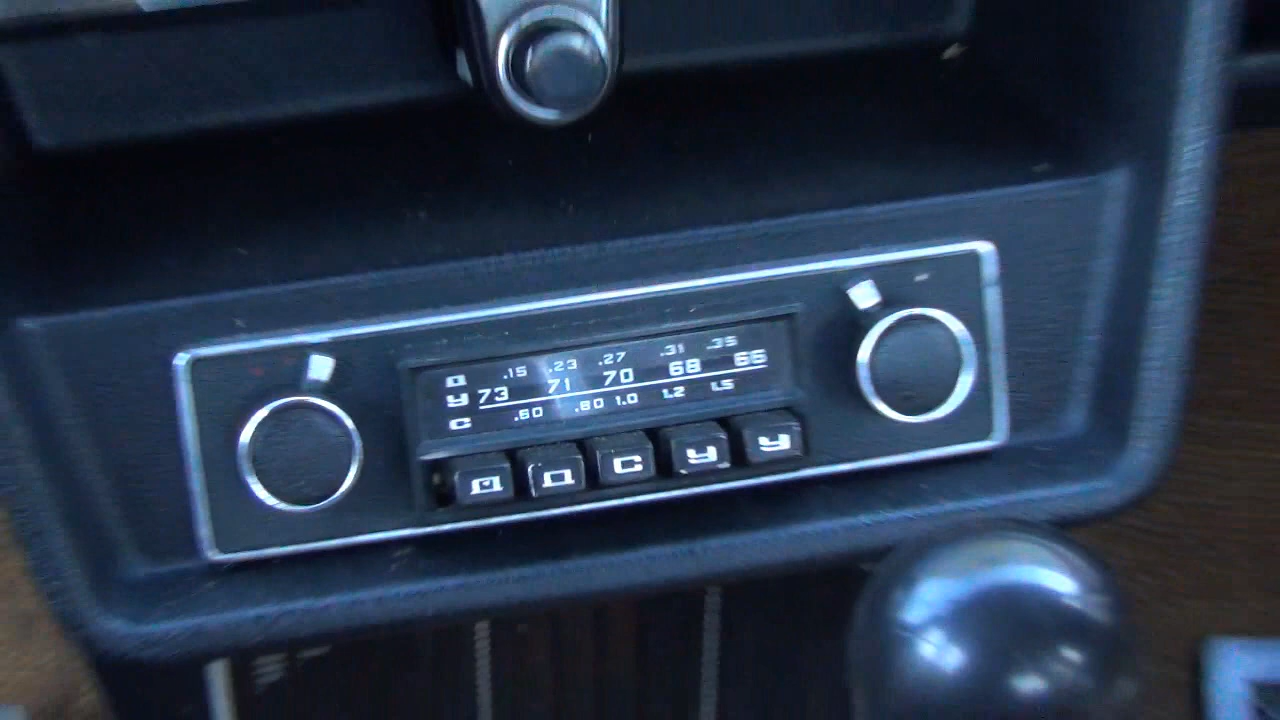 Д .15 .23 .27 .31 .35
У 73 71 70 68 66
С .60 .80 1.0 1.2 1.5
Д Д С У У